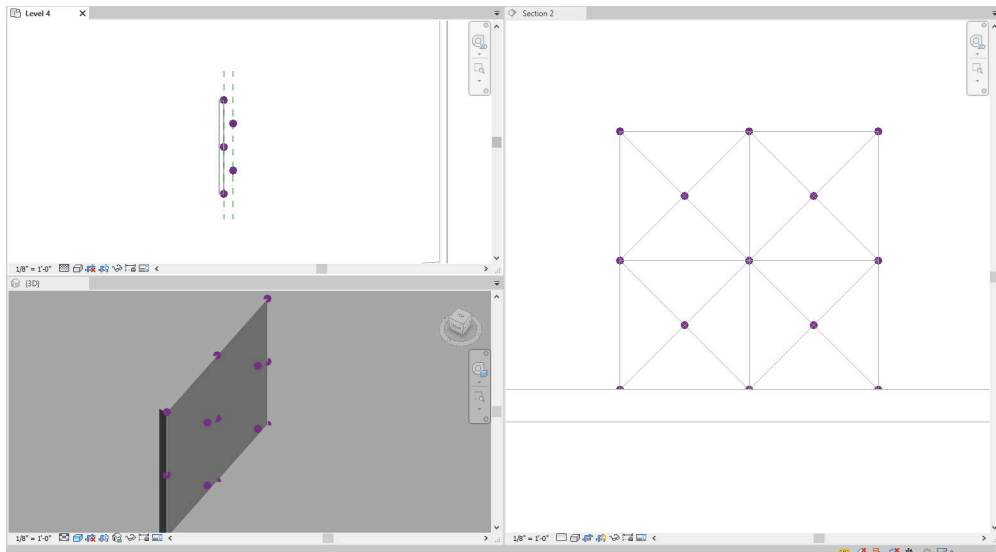 Level 4
1/8" = 1'-0"
{3D}
1/8" = 1'-0"
Section 2
1/8" = 1'-0"